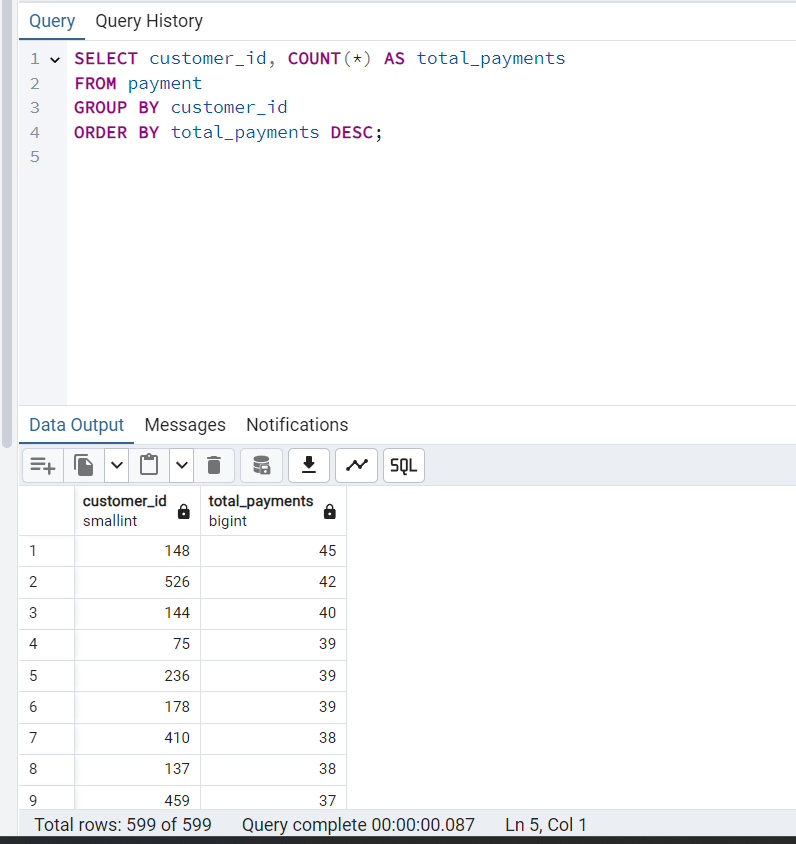 Query Query History
1 SELECT customer_id, COUNT(*) AS total_payments
2 FROM payment
3 GROUP BY customer_id
4 ORDER BY total_payments DESC;
5
Data Output Messages Notifications
SQL
customer_id total_payments
smallint bigint
1 148 45
2 526 42
3 144 40
4 75 39
5 236 39
6 178 39
7 410 38
8 137 38
9 459 37
Total rows: 599 of 599 Query complete 00:00:00.087 Ln 5, Col 1